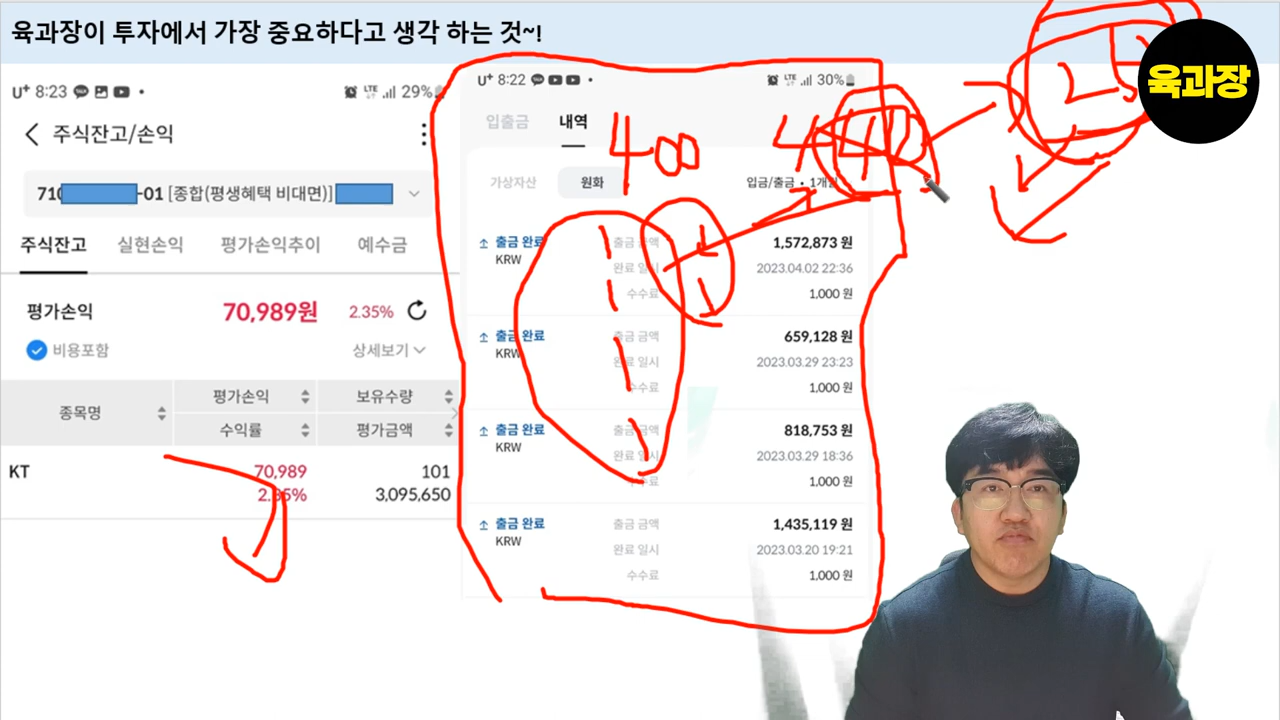 육과장이 투자에서 가장 중요하다고 생각 하는 것~!
육과장
U+ 8:23
LTE 29%
주식잔고/손익
710 -01 [종합(평생혜택 비대면)]
주식잔고 실현손익 평가손익추이 예수금
평가손익 70,989원 2.35%
비용포함 상세보기
종목명 평가손익 보유수량
수익률 평가금액
KT 70,989 101
2.35% 3,095,650
U+ 8:22
LTE 30%
입출금 내역
400 440
가상자산 원화 입금/출금 • 1개월
출금 완료 출금 금액 1,572,873 원
KRW 완료 일시 2023.04.02 22:36
수수료 1,000 원
출금 완료 출금 금액 659,128 원
KRW 완료 일시 2023.03.29 23:23
수수료 1,000 원
출금 완료 출금 금액 818,753 원
KRW 완료 일시 2023.03.29 18:36
수수료 1,000 원
출금 완료 출금 금액 1,435,119 원
KRW 완료 일시 2023.03.20 19:21
수수료 1,000 원